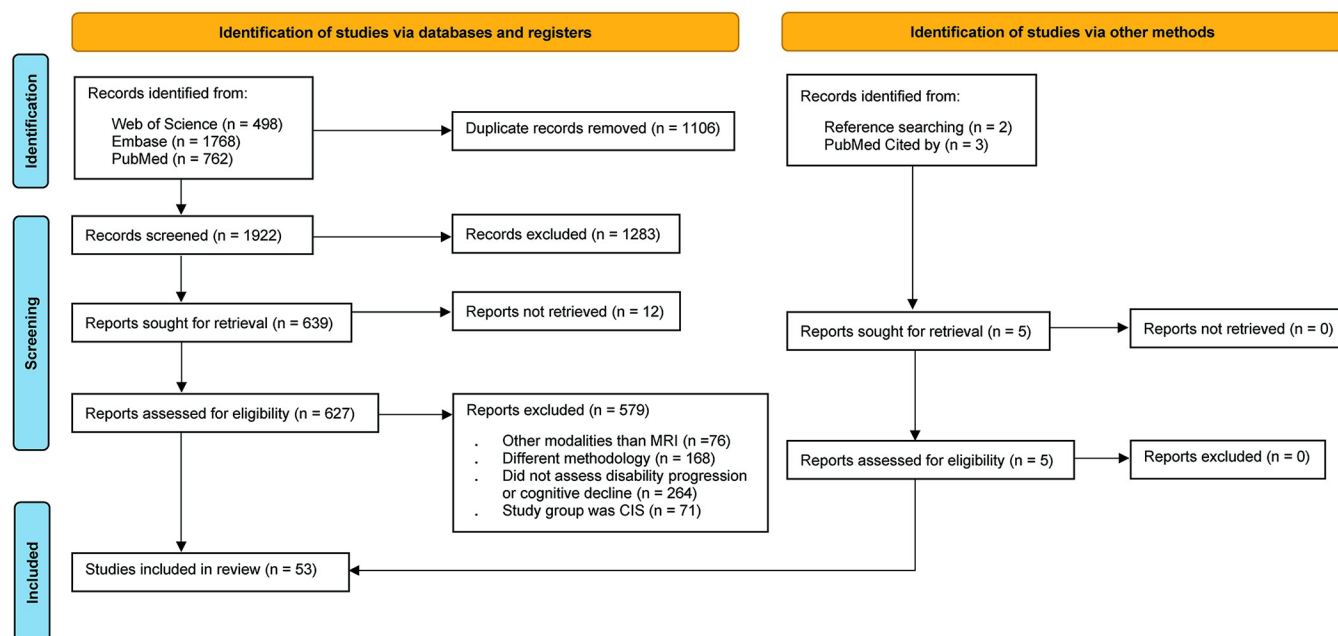 Identification of studies via databases and registers
Identification of studies via other methods
Identification
Records identified from:
Web of Science (n = 498)
Embase (n = 1768)
PubMed (n = 762)
Duplicate records removed (n = 1106)
Records identified from:
Reference searching (n = 2)
PubMed Cited by (n = 3)
Screening
Records screened (n = 1922)
Records excluded (n = 1283)
Reports sought for retrieval (n = 639)
Reports not retrieved (n = 12)
Reports sought for retrieval (n = 5)
Reports not retrieved (n = 0)
Reports assessed for eligibility (n = 627)
Reports excluded (n = 579)
. Other modalities than MRI (n =76)
. Different methodology (n = 168)
. Did not assess disability progression
or cognitive decline (n = 264)
. Study group was CIS (n = 71)
Reports assessed for eligibility (n = 5)
Reports excluded (n = 0)
Included
Studies included in review (n = 53)